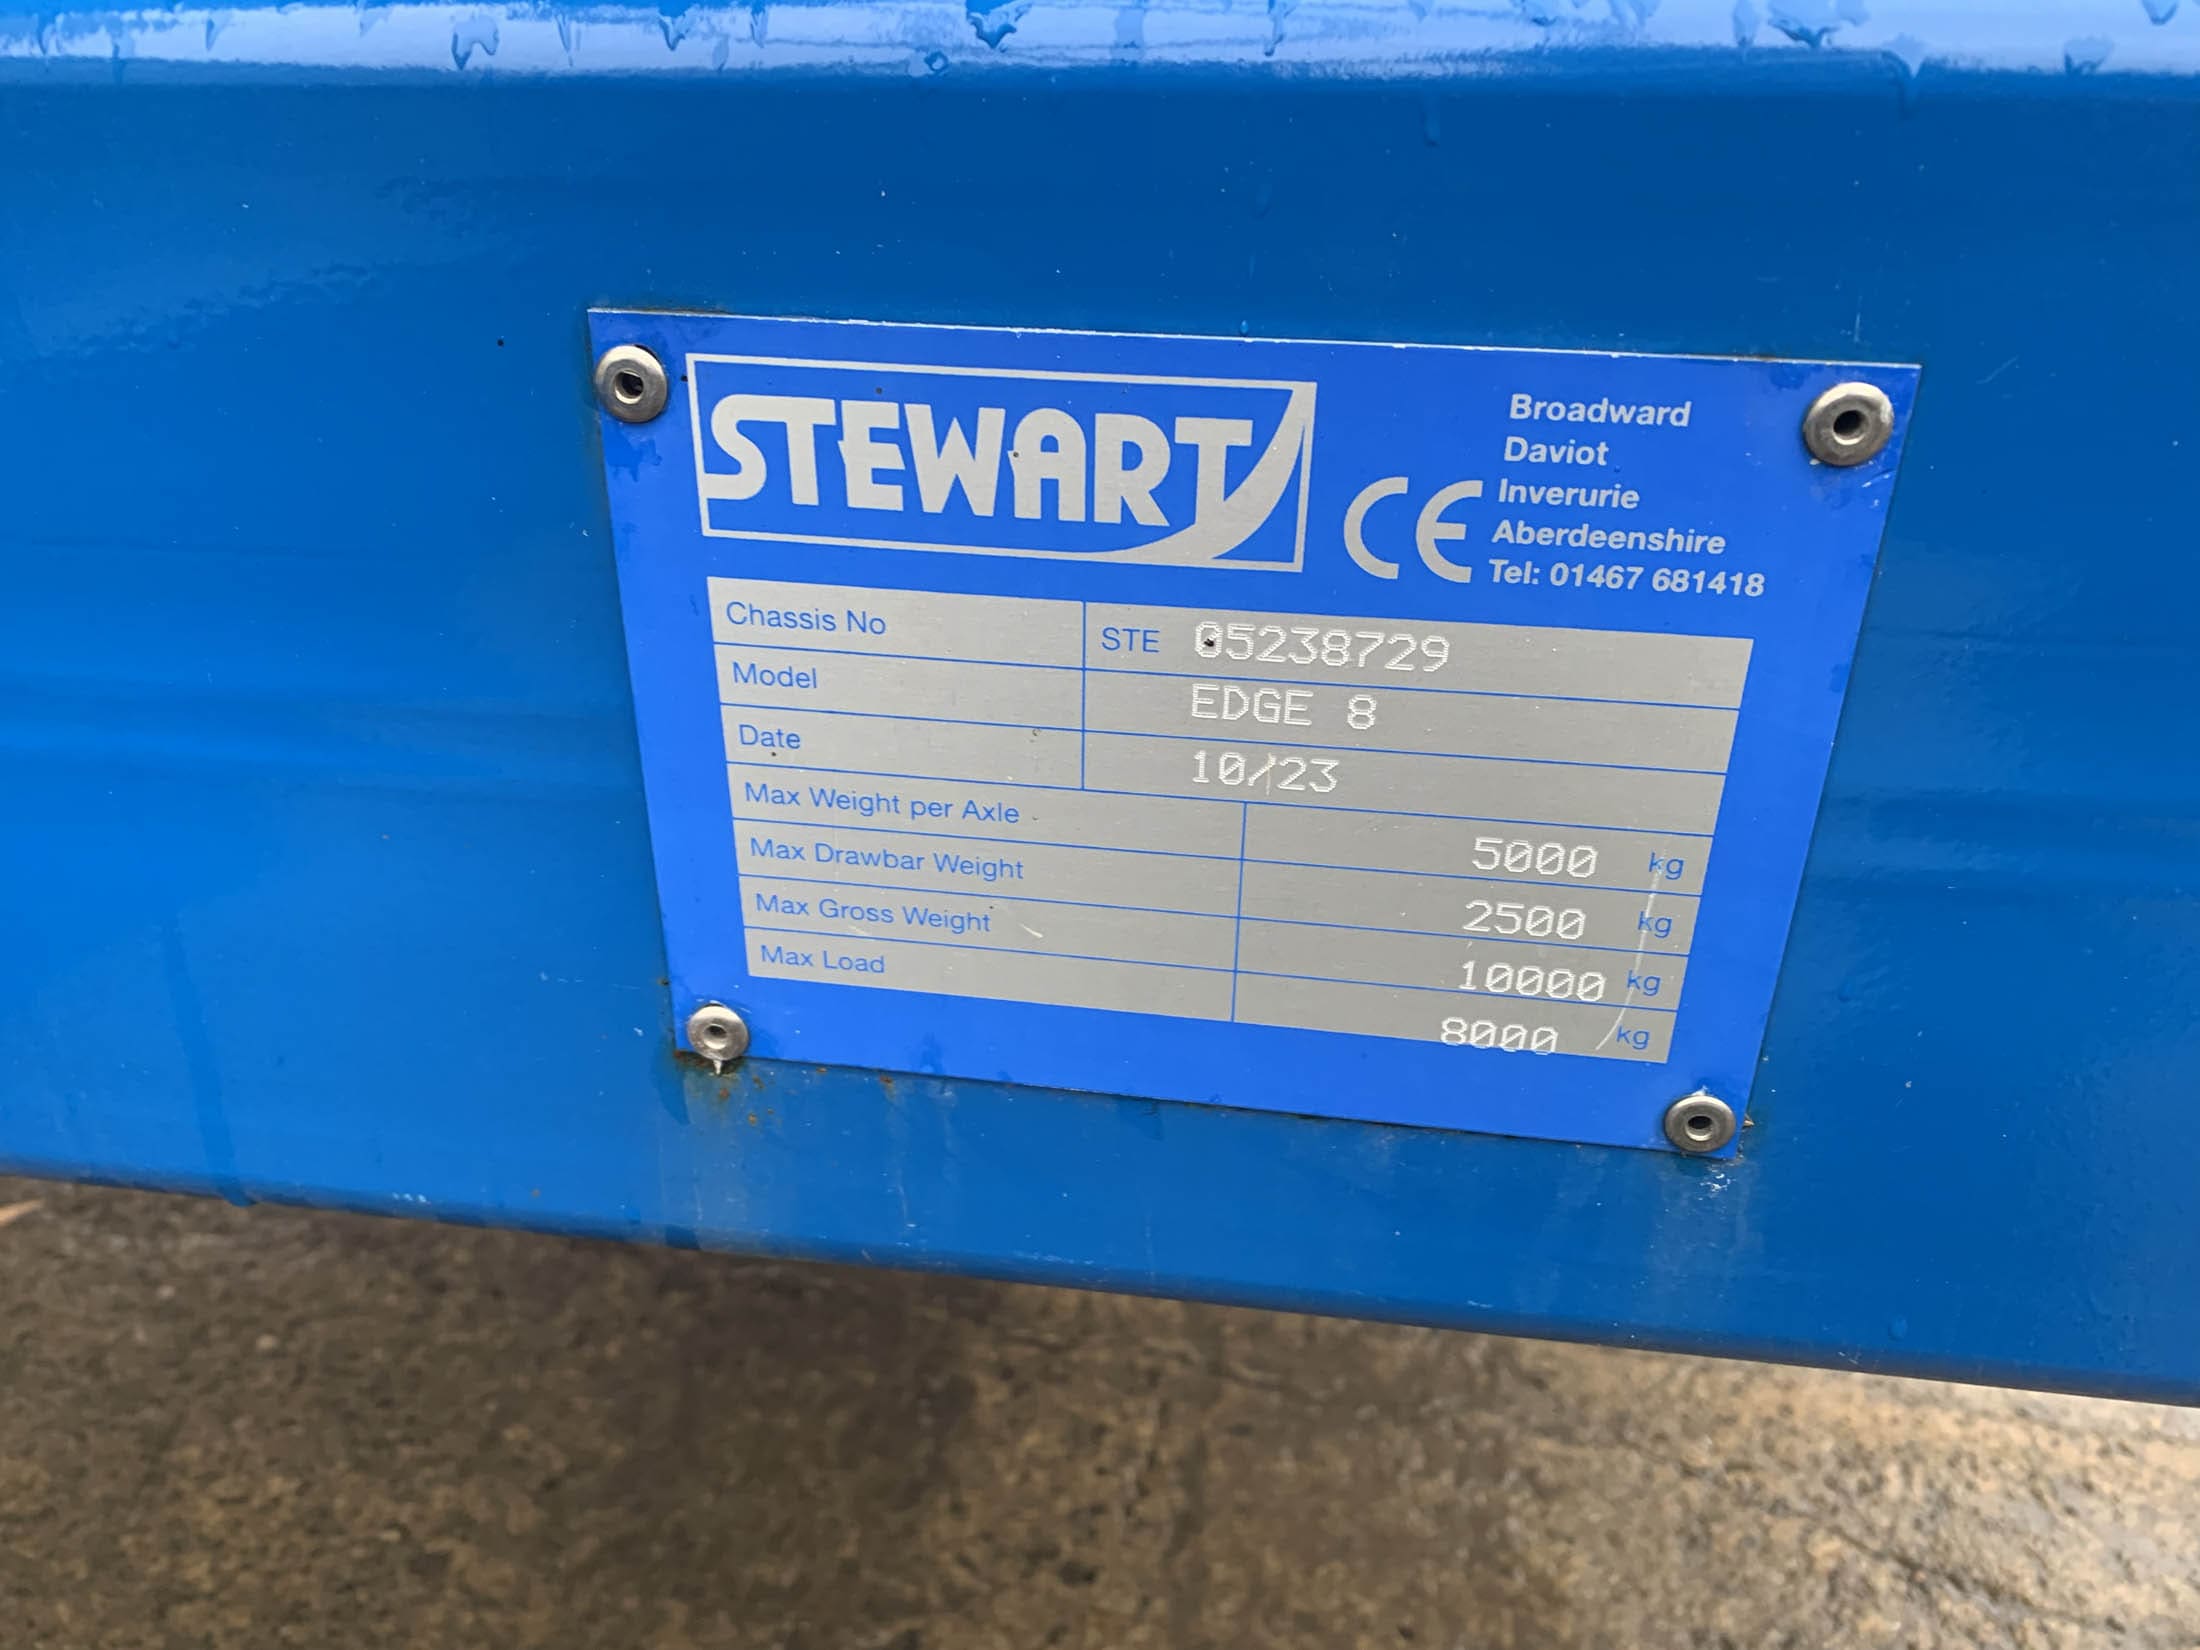 STEWART
CE
Broadward
Daviot
Inverurie
Aberdeenshire
Tel: 01467 681418
Chassis No STE 05238729
Model EDGE 8
Date 10/23
Max Weight per Axle 5000 kg
Max Drawbar Weight 2500 kg
Max Gross Weight 10000 kg
Max Load 8000 kg